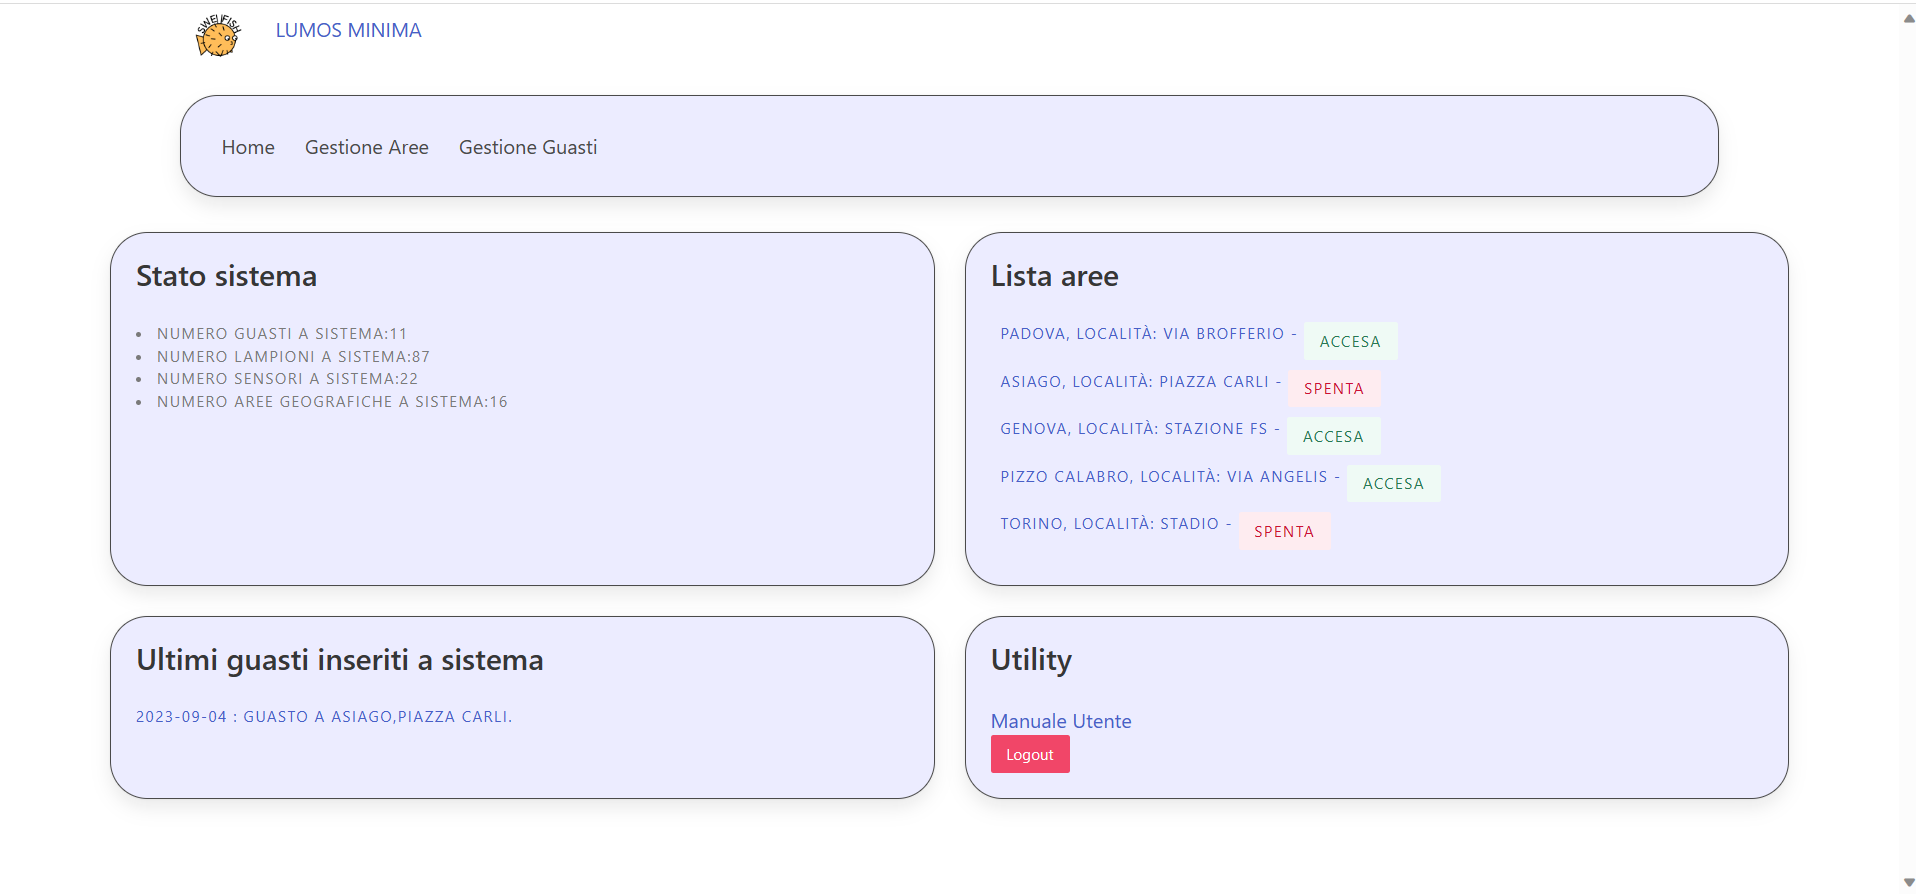 SWELLFISH
LUMOS MINIMA
Home
Gestione Aree
Gestione Guasti
Stato sistema
NUMERO GUASTI A SISTEMA:11
NUMERO LAMPIONI A SISTEMA:87
NUMERO SENSORI A SISTEMA:22
NUMERO AREE GEOGRAFICHE A SISTEMA:16
Lista aree
PADOVA, LOCALITÀ: VIA BROFFERIO - ACCESA
ASIAGO, LOCALITÀ: PIAZZA CARLI - SPENTA
GENOVA, LOCALITÀ: STAZIONE FS - ACCESA
PIZZO CALABRO, LOCALITÀ: VIA ANGELIS - ACCESA
TORINO, LOCALITÀ: STADIO - SPENTA
Ultimi guasti inseriti a sistema
2023-09-04 : GUASTO A ASIAGO,PIAZZA CARLI.
Utility
Manuale Utente
Logout